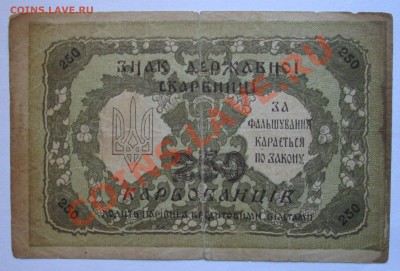 COINS.LAVE.RU
250 250
ЗНАК ДЕРЖАВНОЇ
СКАРБНИЦІ
ЗА
ФАЛЬШУВАННЯ
КАРАЄТЬСЯ
ПО ЗАКОНУ.
250
КАРБОВАНЦІВ
250 250
COINS.LAVE.RU